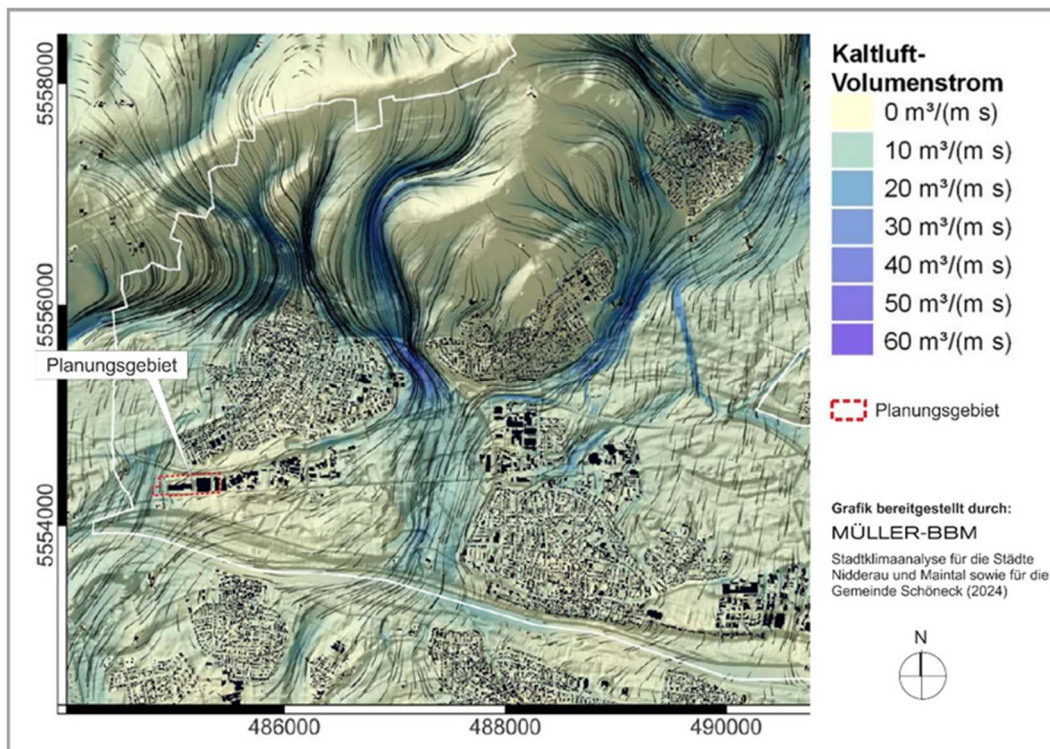 5558000
5556000
5554000
Planungsgebiet
486000
488000
490000
Kaltluft-
Volumenstrom
0 m³/(m s)
10 m³/(m s)
20 m³/(m s)
30 m³/(m s)
40 m³/(m s)
50 m³/(m s)
60 m³/(m s)
Planungsgebiet
Grafik bereitgestellt durch:
MÜLLER-BBM
Stadtklimaanalyse für die Städte
Nidderau und Maintal sowie für die
Gemeinde Schöneck (2024)
N